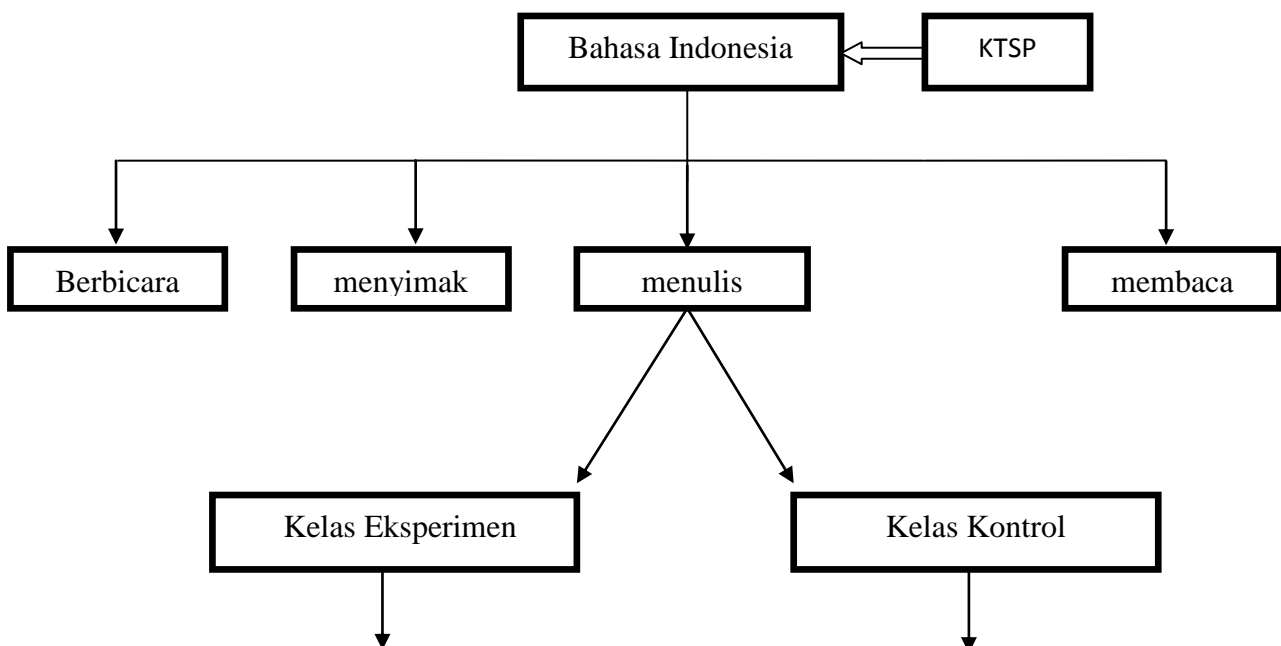 Bahasa Indonesia
KTSP
Berbicara
menyimak
menulis
membaca
Kelas Eksperimen
Kelas Kontrol